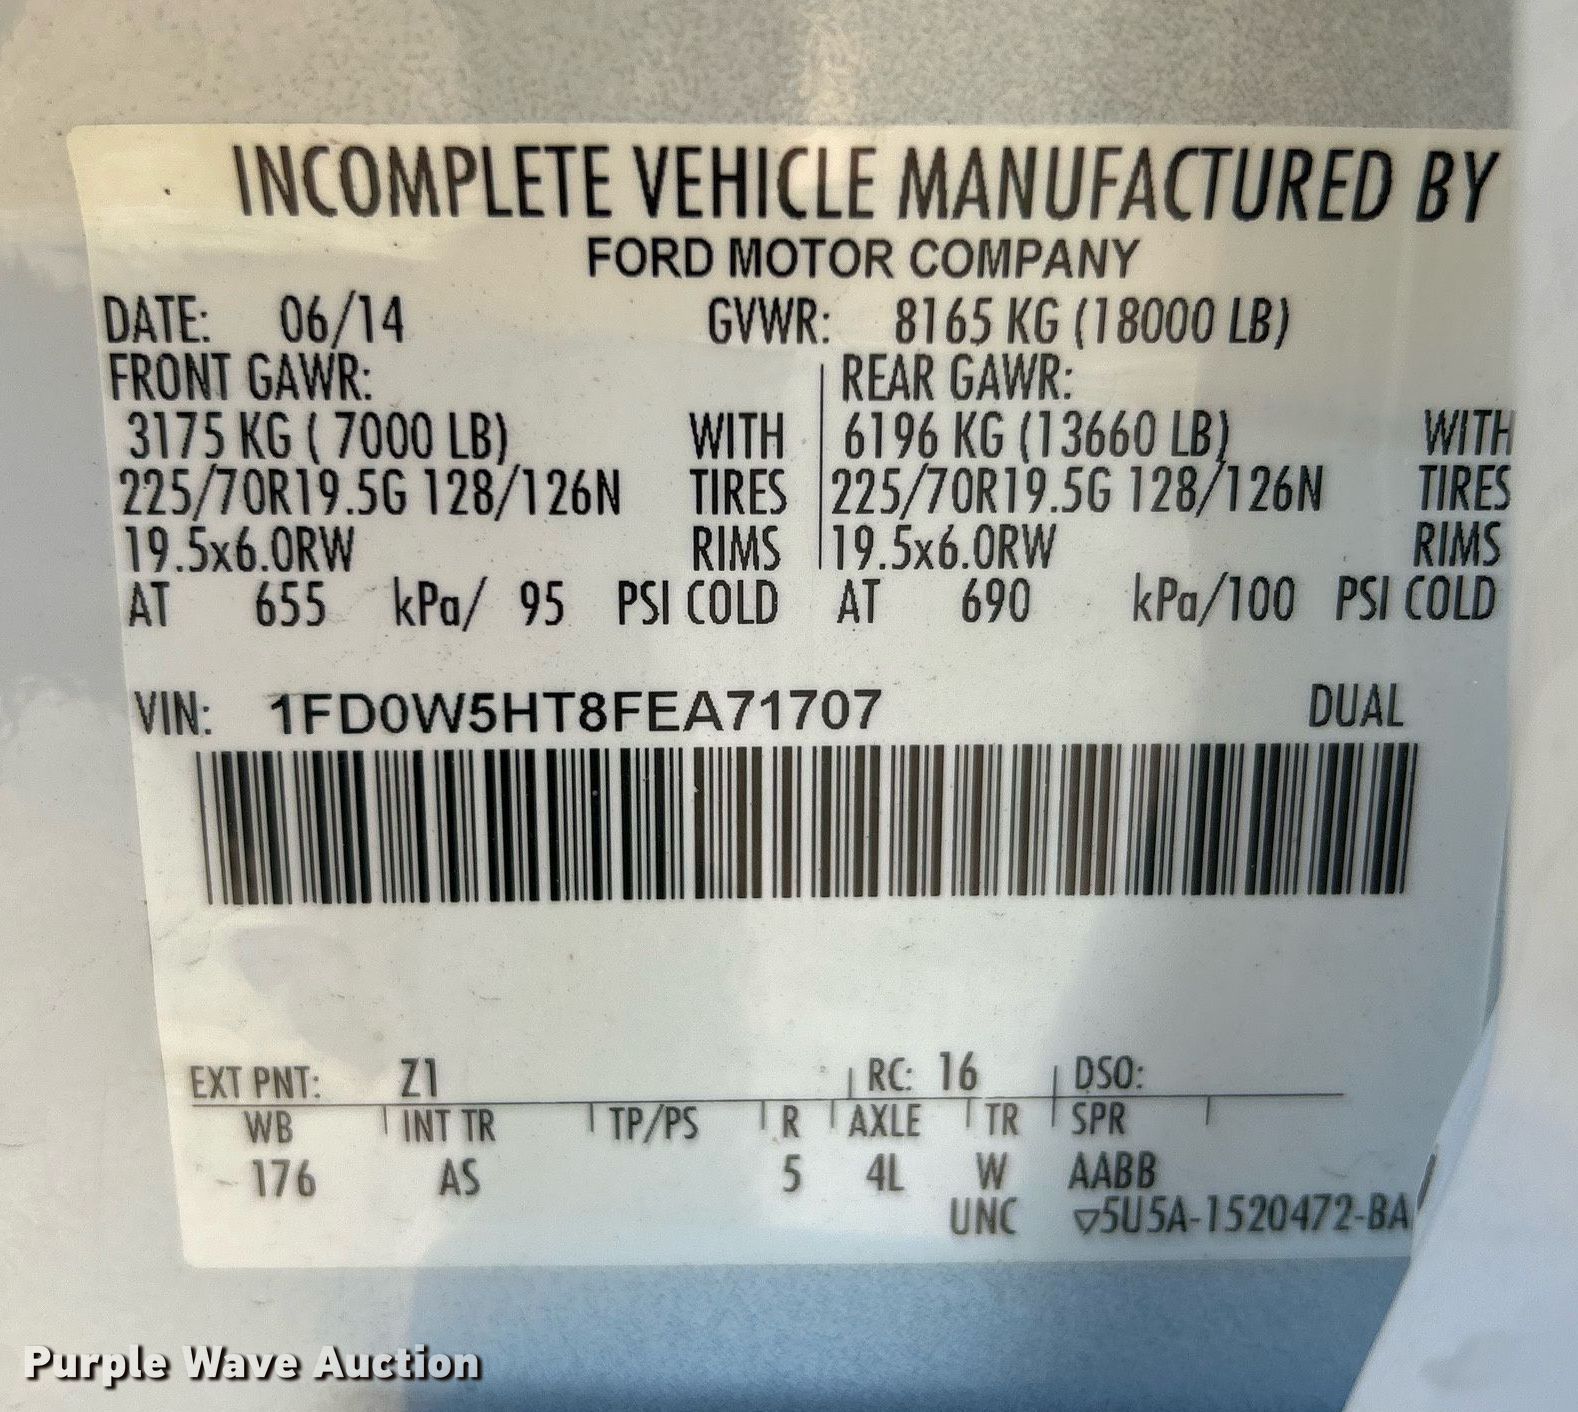 INCOMPLETE VEHICLE MANUFACTURED BY
FORD MOTOR COMPANY
DATE: 06/14 GVWR: 8165 KG (18000 LB)
FRONT GAWR: REAR GAWR:
3175 KG ( 7000 LB) WITH 6196 KG (13660 LB) WITH
225/70R19.5G 128/126N TIRES 225/70R19.5G 128/126N TIRES
19.5x6.0RW RIMS 19.5x6.0RW RIMS
AT 655 kPa/ 95 PSI COLD AT 690 kPa/100 PSI COLD
VIN: 1FD0W5HT8FEA71707 DUAL
EXT PNT: Z1 RC: 16 DSO:
WB INT TR TP/PS R AXLE TR SPR
176 AS 5 4L W AABB
UNC ▽5U5A-1520472-BA
Purple Wave Auction